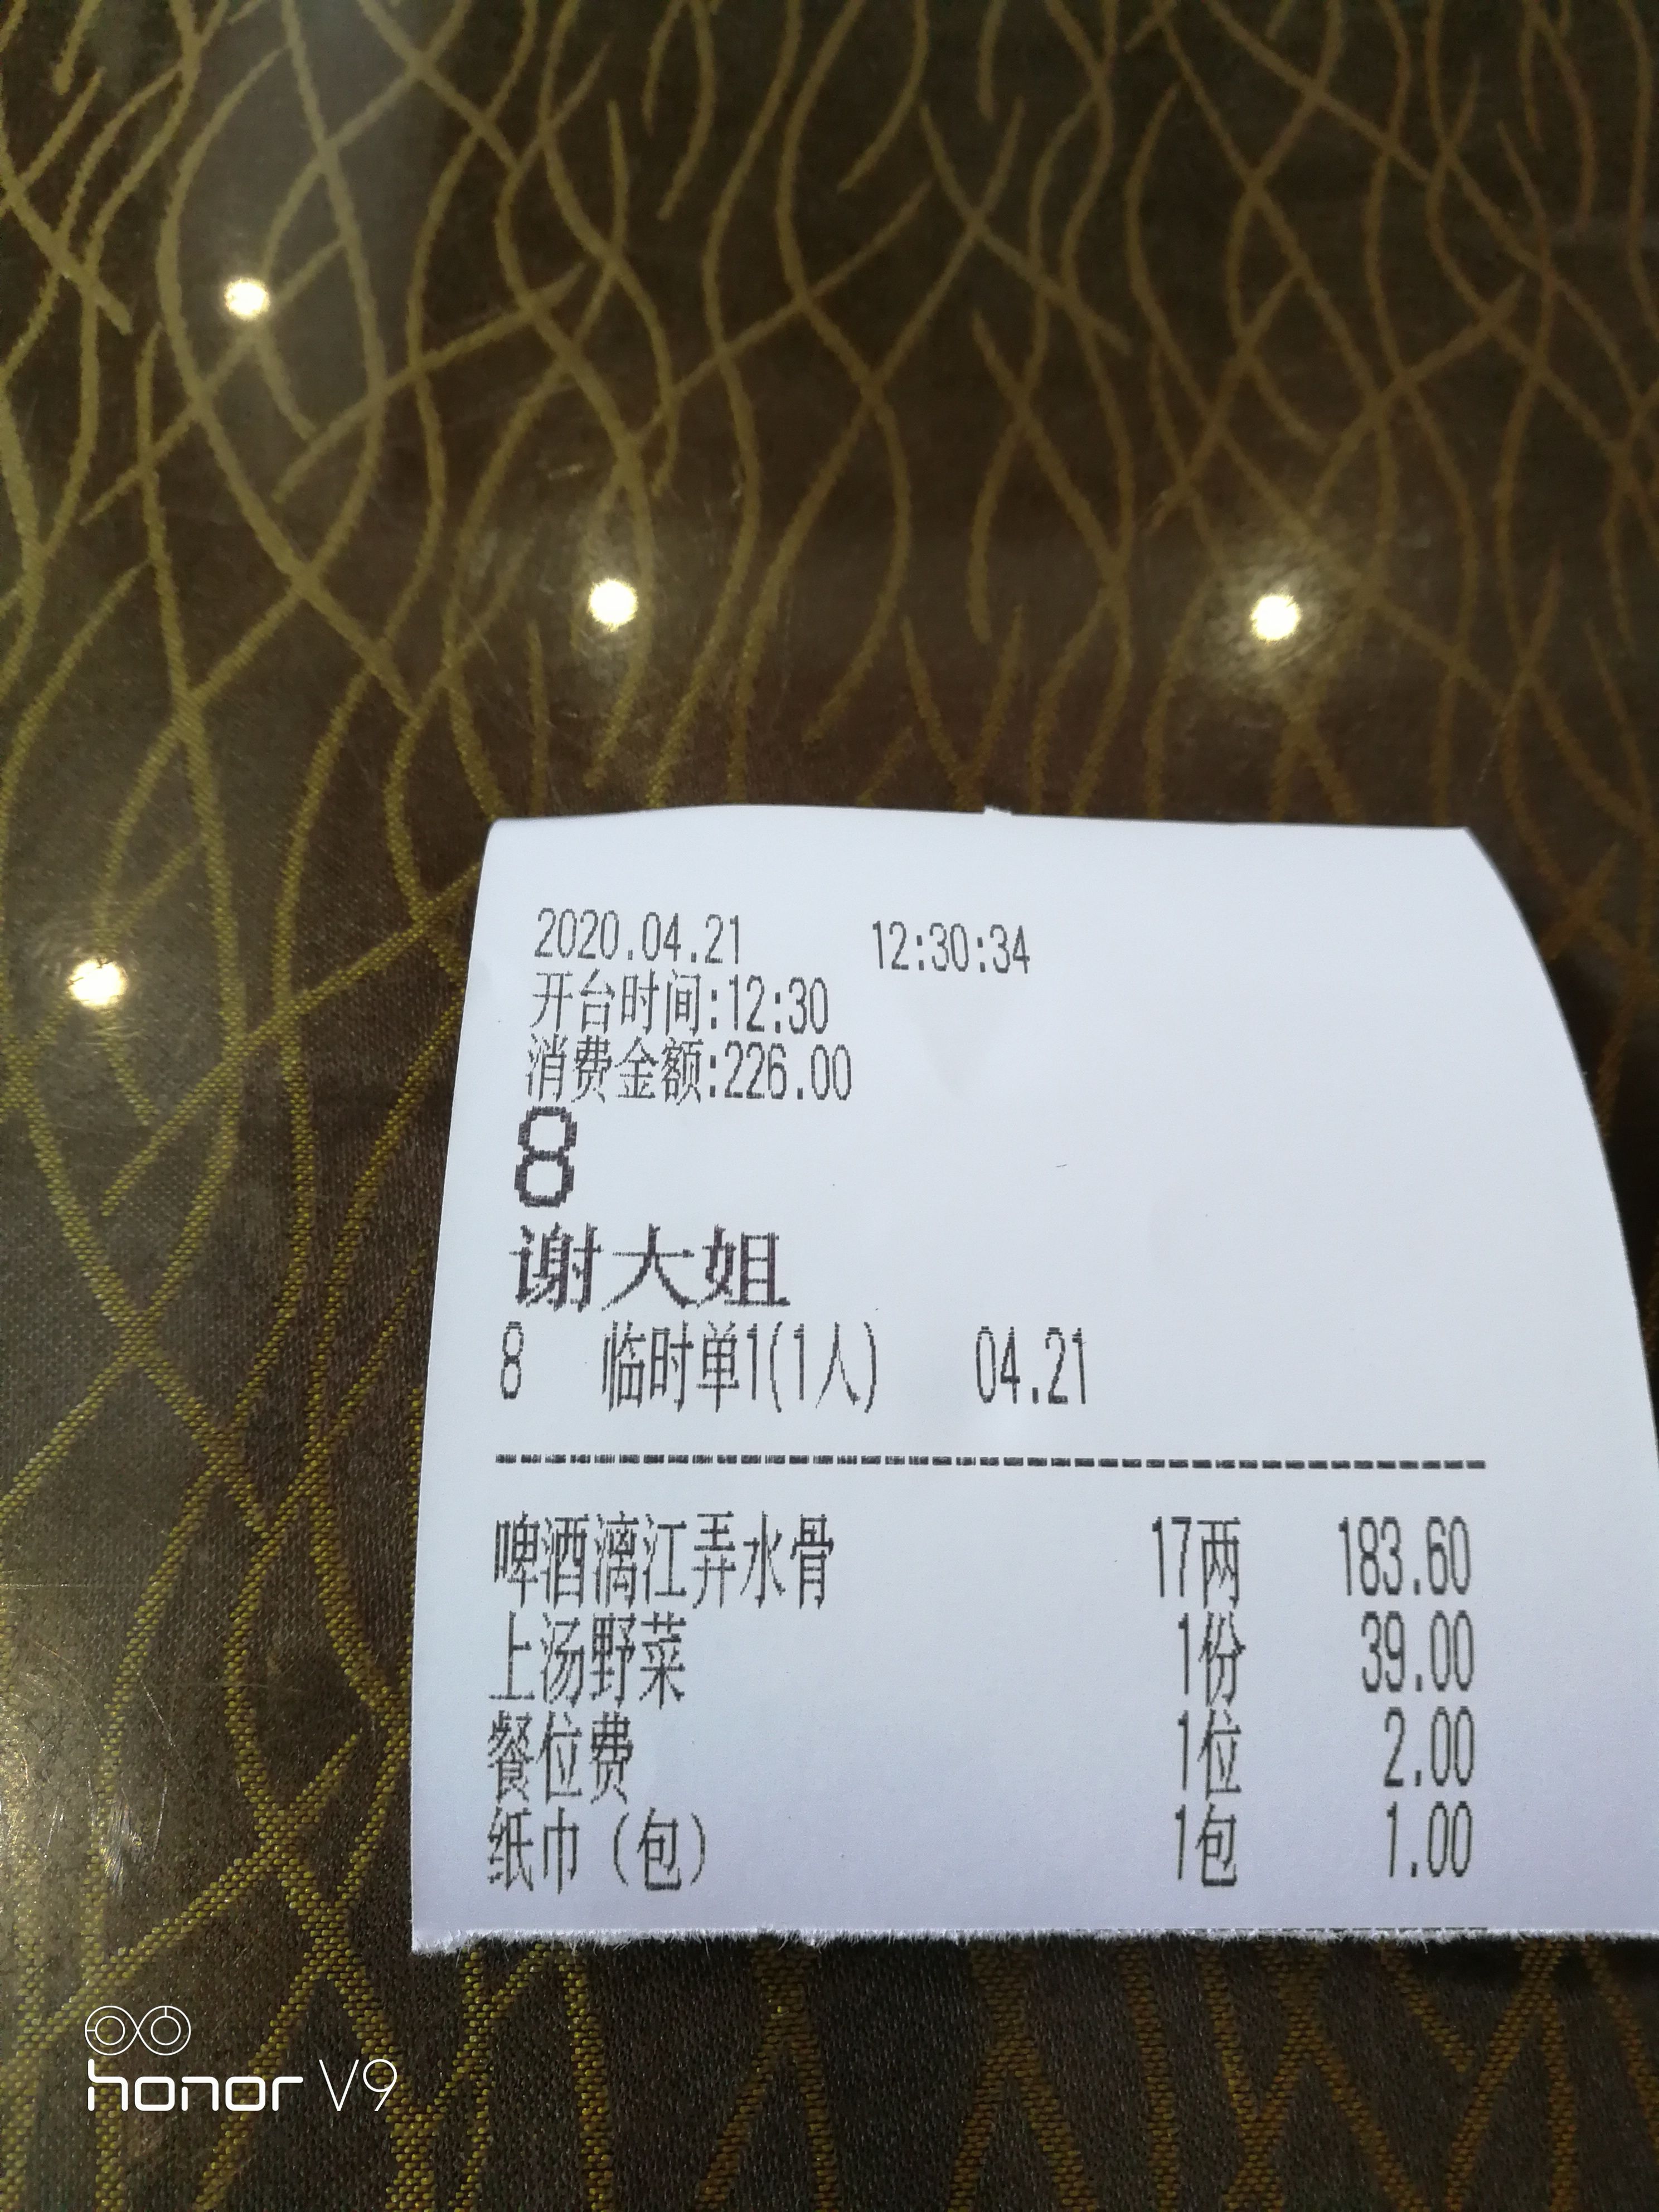 2020.04.21 12:30:34
开台时间:12:30
消费金额:226.00
8
谢大姐
8 临时单1(1人) 04.21
啤酒漓江弄水骨 17两 183.60
上汤野菜 1份 39.00
餐位费 1位 2.00
纸巾（包） 1包 1.00
honor V9